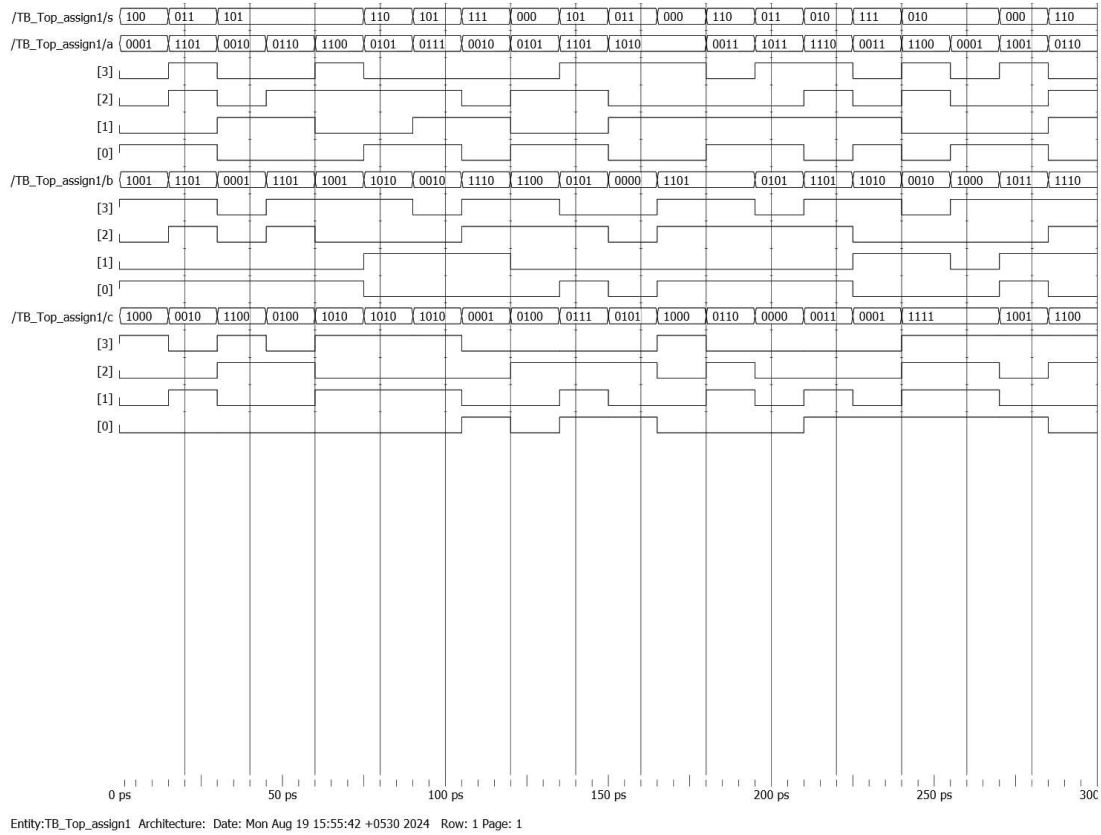 /TB_Top_assign1/s 100 011 101 110 101 111 000 101 011 000 110 011 010 111 010 000 110
/TB_Top_assign1/a 0001 1101 0010 0110 1100 0101 0111 0010 0101 1101 1010 0011 1011 1110 0011 1100 0001 1001 0110
[3]
[2]
[1]
[0]
/TB_Top_assign1/b 1001 1101 0001 1101 1001 1010 0010 1110 1100 0101 0000 1101 0101 1101 1010 0010 1000 1011 1110
[3]
[2]
[1]
[0]
/TB_Top_assign1/c 1000 0010 1100 0100 1010 1010 1010 0001 0100 0111 0101 1000 0110 0000 0011 0001 1111 1001 1100
[3]
[2]
[1]
[0]
0 ps 50 ps 100 ps 150 ps 200 ps 250 ps 300
Entity:TB_Top_assign1 Architecture: Date: Mon Aug 19 15:55:42 +0530 2024 Row: 1 Page: 1